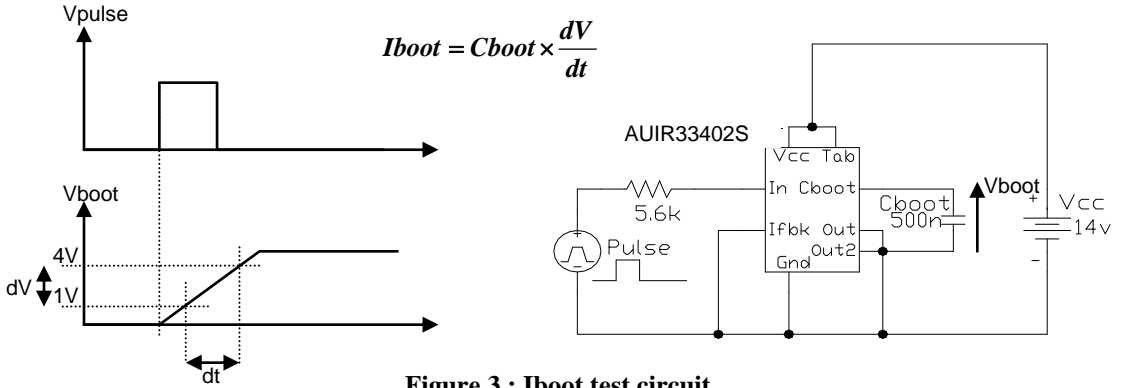 Vpulse
Iboot = Cboot × dV/dt
Vboot
4V
dV
1V
dt
AUIR33402S
Vcc Tab
In Cboot
Ifbk Out
Out2
Gnd
5.6k
Pulse
+
-
Cboot
500n
Vboot
+
Vcc
14v
-
Figure 3 : Iboot test circuit